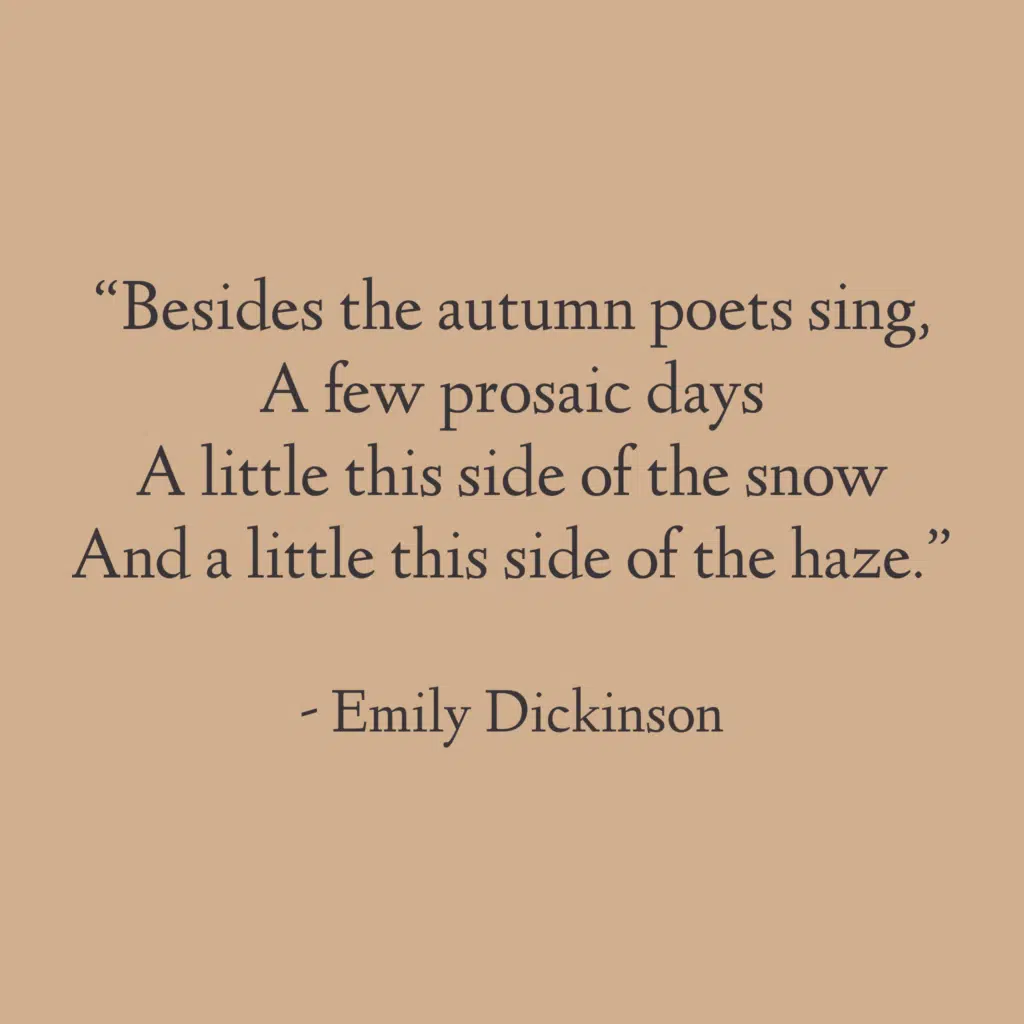 “Besides the autumn poets sing,
A few prosaic days
A little this side of the snow
And a little this side of the haze.”
- Emily Dickinson